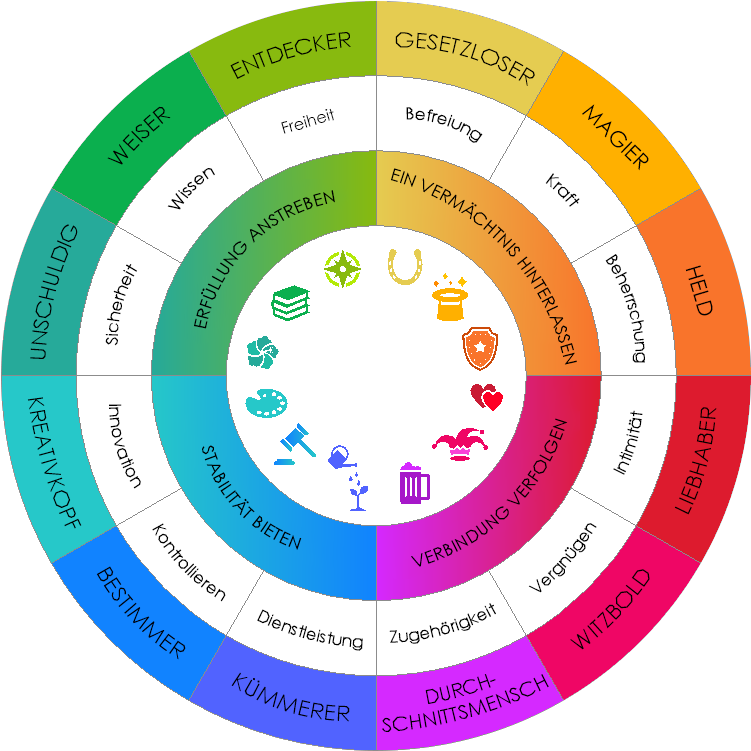 GESETZLOSER
MAGIER
HELD
LIEBHABER
WITZBOLD
DURCH-
SCHNITTSMENSCH
KÜMMERER
BESTIMMER
KREATIVKOPF
UNSCHULDIG
WEISER
ENTDECKER
Befreiung
Kraft
Beherrschung
Intimität
Vergnügen
Zugehörigkeit
Dienstleistung
Kontrollieren
Innovation
Sicherheit
Wissen
Freiheit
EIN VERMÄCHTNIS HINTERLASSEN
VERBINDUNG VERFOLGEN
STABILITÄT BIETEN
ERFÜLLUNG ANSTREBEN